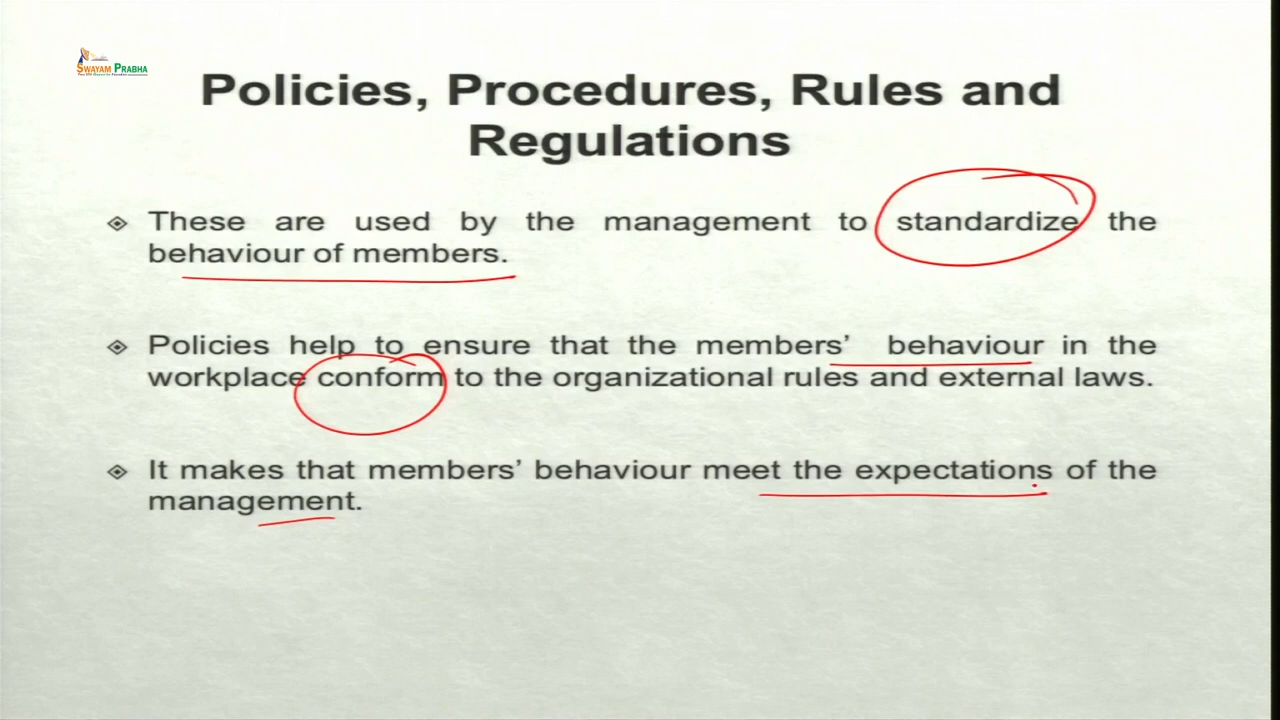 SWAYAM PRABHA
Policies, Procedures, Rules and
Regulations
These are used by the management to standardize the
behaviour of members.
Policies help to ensure that the members’ behaviour in the
workplace conform to the organizational rules and external laws.
It makes that members’ behaviour meet the expectations of the
management.